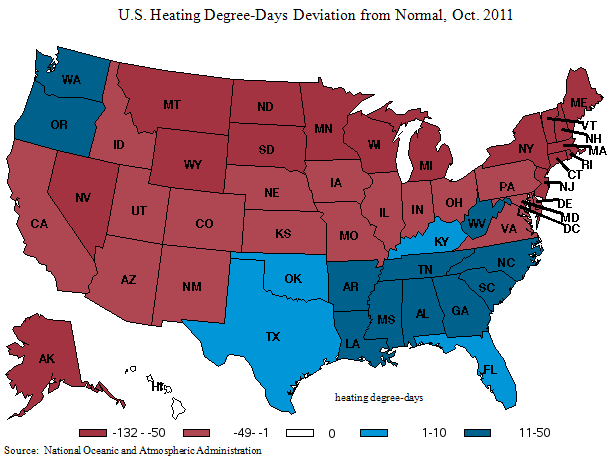 U.S. Heating Degree-Days Deviation from Normal, Oct. 2011
WA
MT
ND
MN
ME
VT
NH
OR
ID
WI
MI
NY
MA
RI
CT
WY
SD
PA
NJ
NV
NE
IA
OH
DE
MD
DC
UT
CO
IL
IN
WV
VA
CA
KS
MO
KY
AZ
NM
OK
AR
TN
NC
SC
TX
LA
MS
AL
GA
AK
HI
FL
heating degree-days
-132 - -50 -49- -1 0 1-10 11-50
Source: National Oceanic and Atmospheric Administration